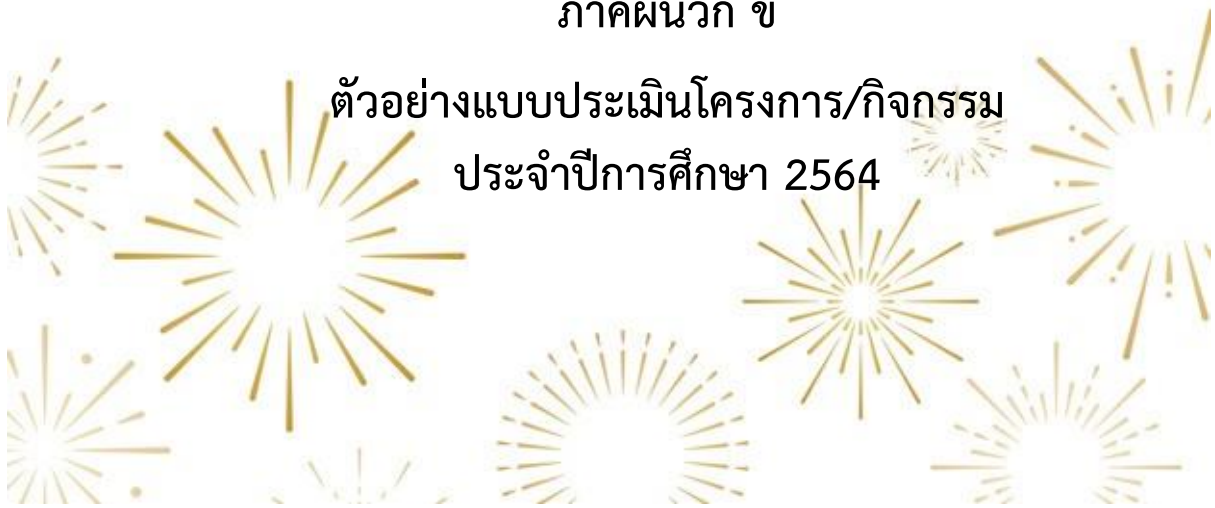 ภาคผนวก ข
ตัวอย่างแบบประเมินโครงการ/กิจกรรม
ประจำปีการศึกษา 2564